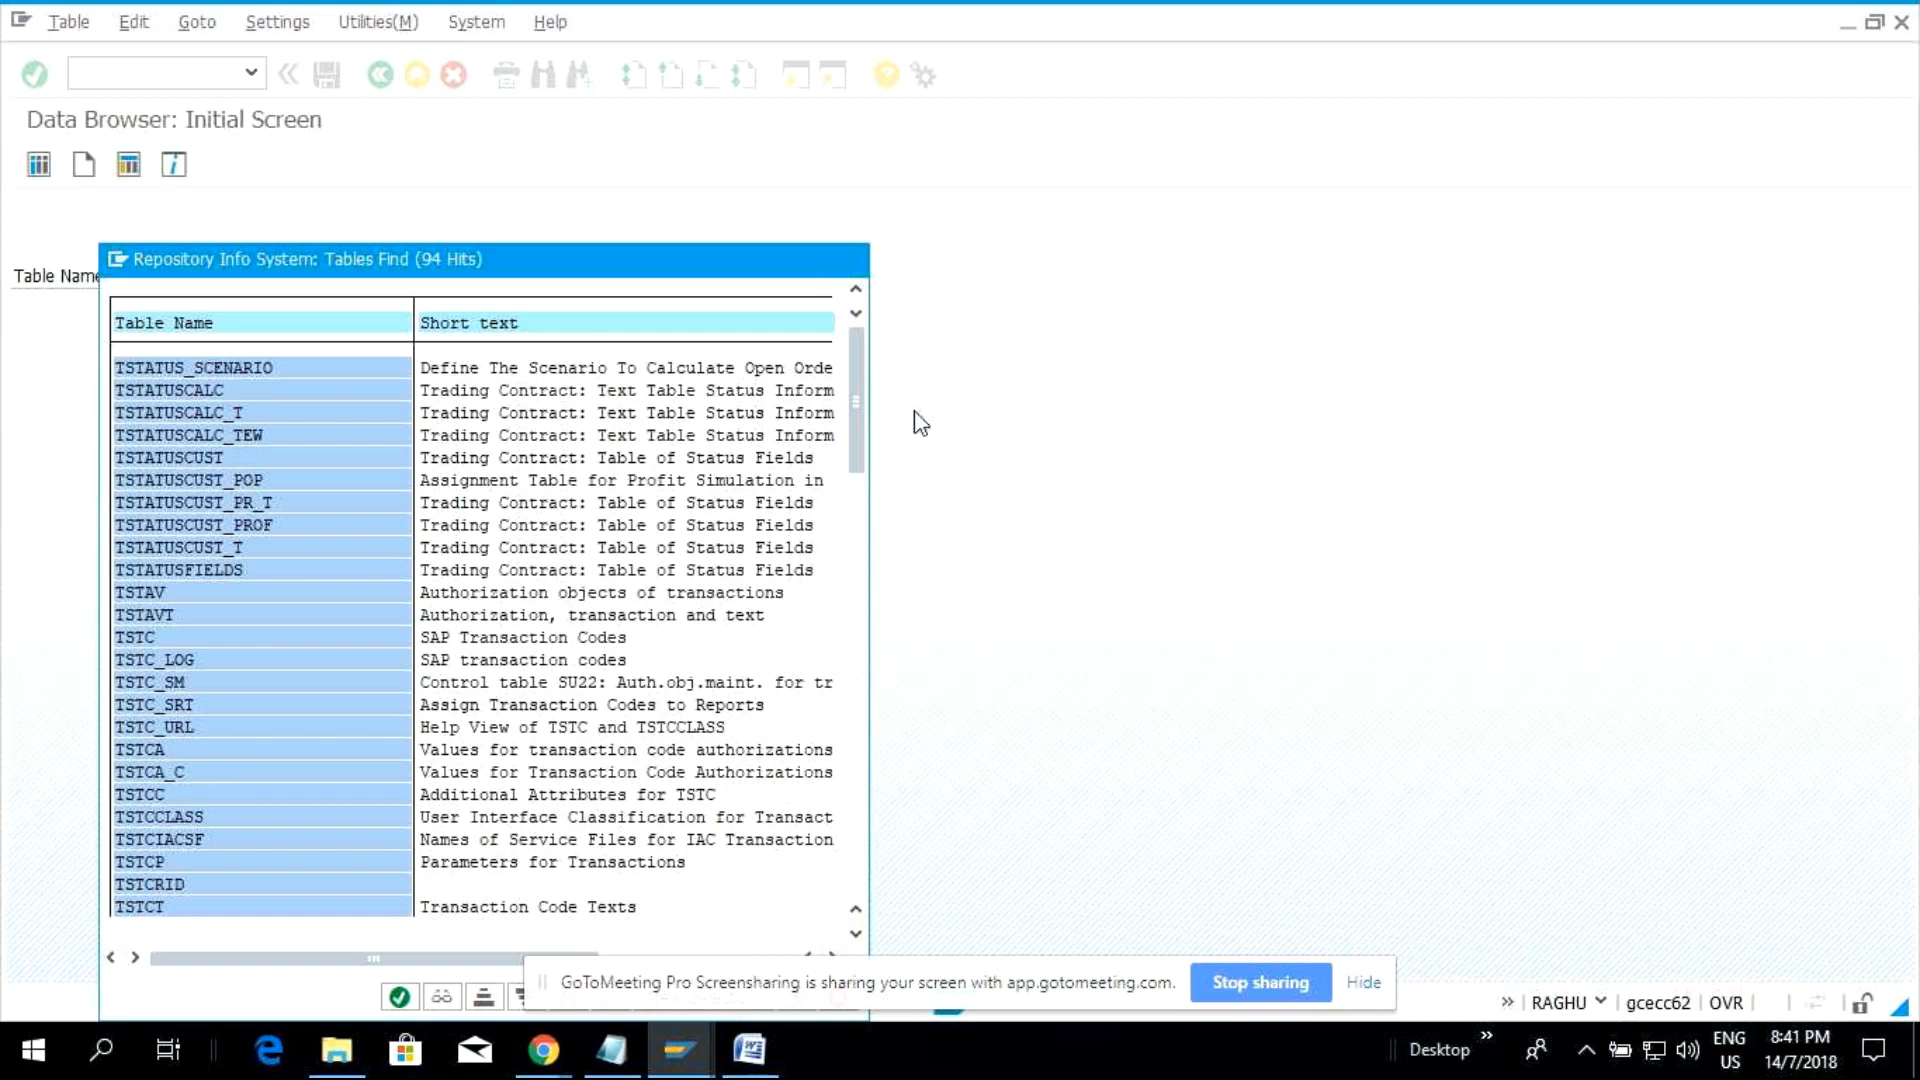 Table Edit Goto Settings Utilities(M) System Help
Data Browser: Initial Screen
Repository Info System: Tables Find (94 Hits)
Table Name
Table Name Short text
TSTATUS_SCENARIO Define The Scenario To Calculate Open Orde
TSTATUSCALC Trading Contract: Text Table Status Inform
TSTATUSCALC_T Trading Contract: Text Table Status Inform
TSTATUSCALC_TEW Trading Contract: Text Table Status Inform
TSTATUSCUST Trading Contract: Table of Status Fields
TSTATUSCUST_POP Assignment Table for Profit Simulation in
TSTATUSCUST_PR_T Trading Contract: Table of Status Fields
TSTATUSCUST_PROF Trading Contract: Table of Status Fields
TSTATUSCUST_T Trading Contract: Table of Status Fields
TSTATUSFIELDS Trading Contract: Table of Status Fields
TSTAV Authorization objects of transactions
TSTAVT Authorization, transaction and text
TSTC SAP Transaction Codes
TSTC_LOG SAP transaction codes
TSTC_SM Control table SU22: Auth.obj.maint. for tr
TSTC_SRT Assign Transaction Codes to Reports
TSTC_URL Help View of TSTC and TSTCCLASS
TSTCA Values for transaction code authorizations
TSTCA_C Values for Transaction Code Authorizations
TSTCC Additional Attributes for TSTC
TSTCCLASS User Interface Classification for Transact
TSTCIACSF Names of Service Files for IAC Transaction
TSTCP Parameters for Transactions
TSTCRID
TSTCT Transaction Code Texts
GoToMeeting Pro Screensharing is sharing your screen with app.gotomeeting.com. Stop sharing Hide
RAGHU gcecc62 OVR
Desktop ENG US 8:41 PM 14/7/2018